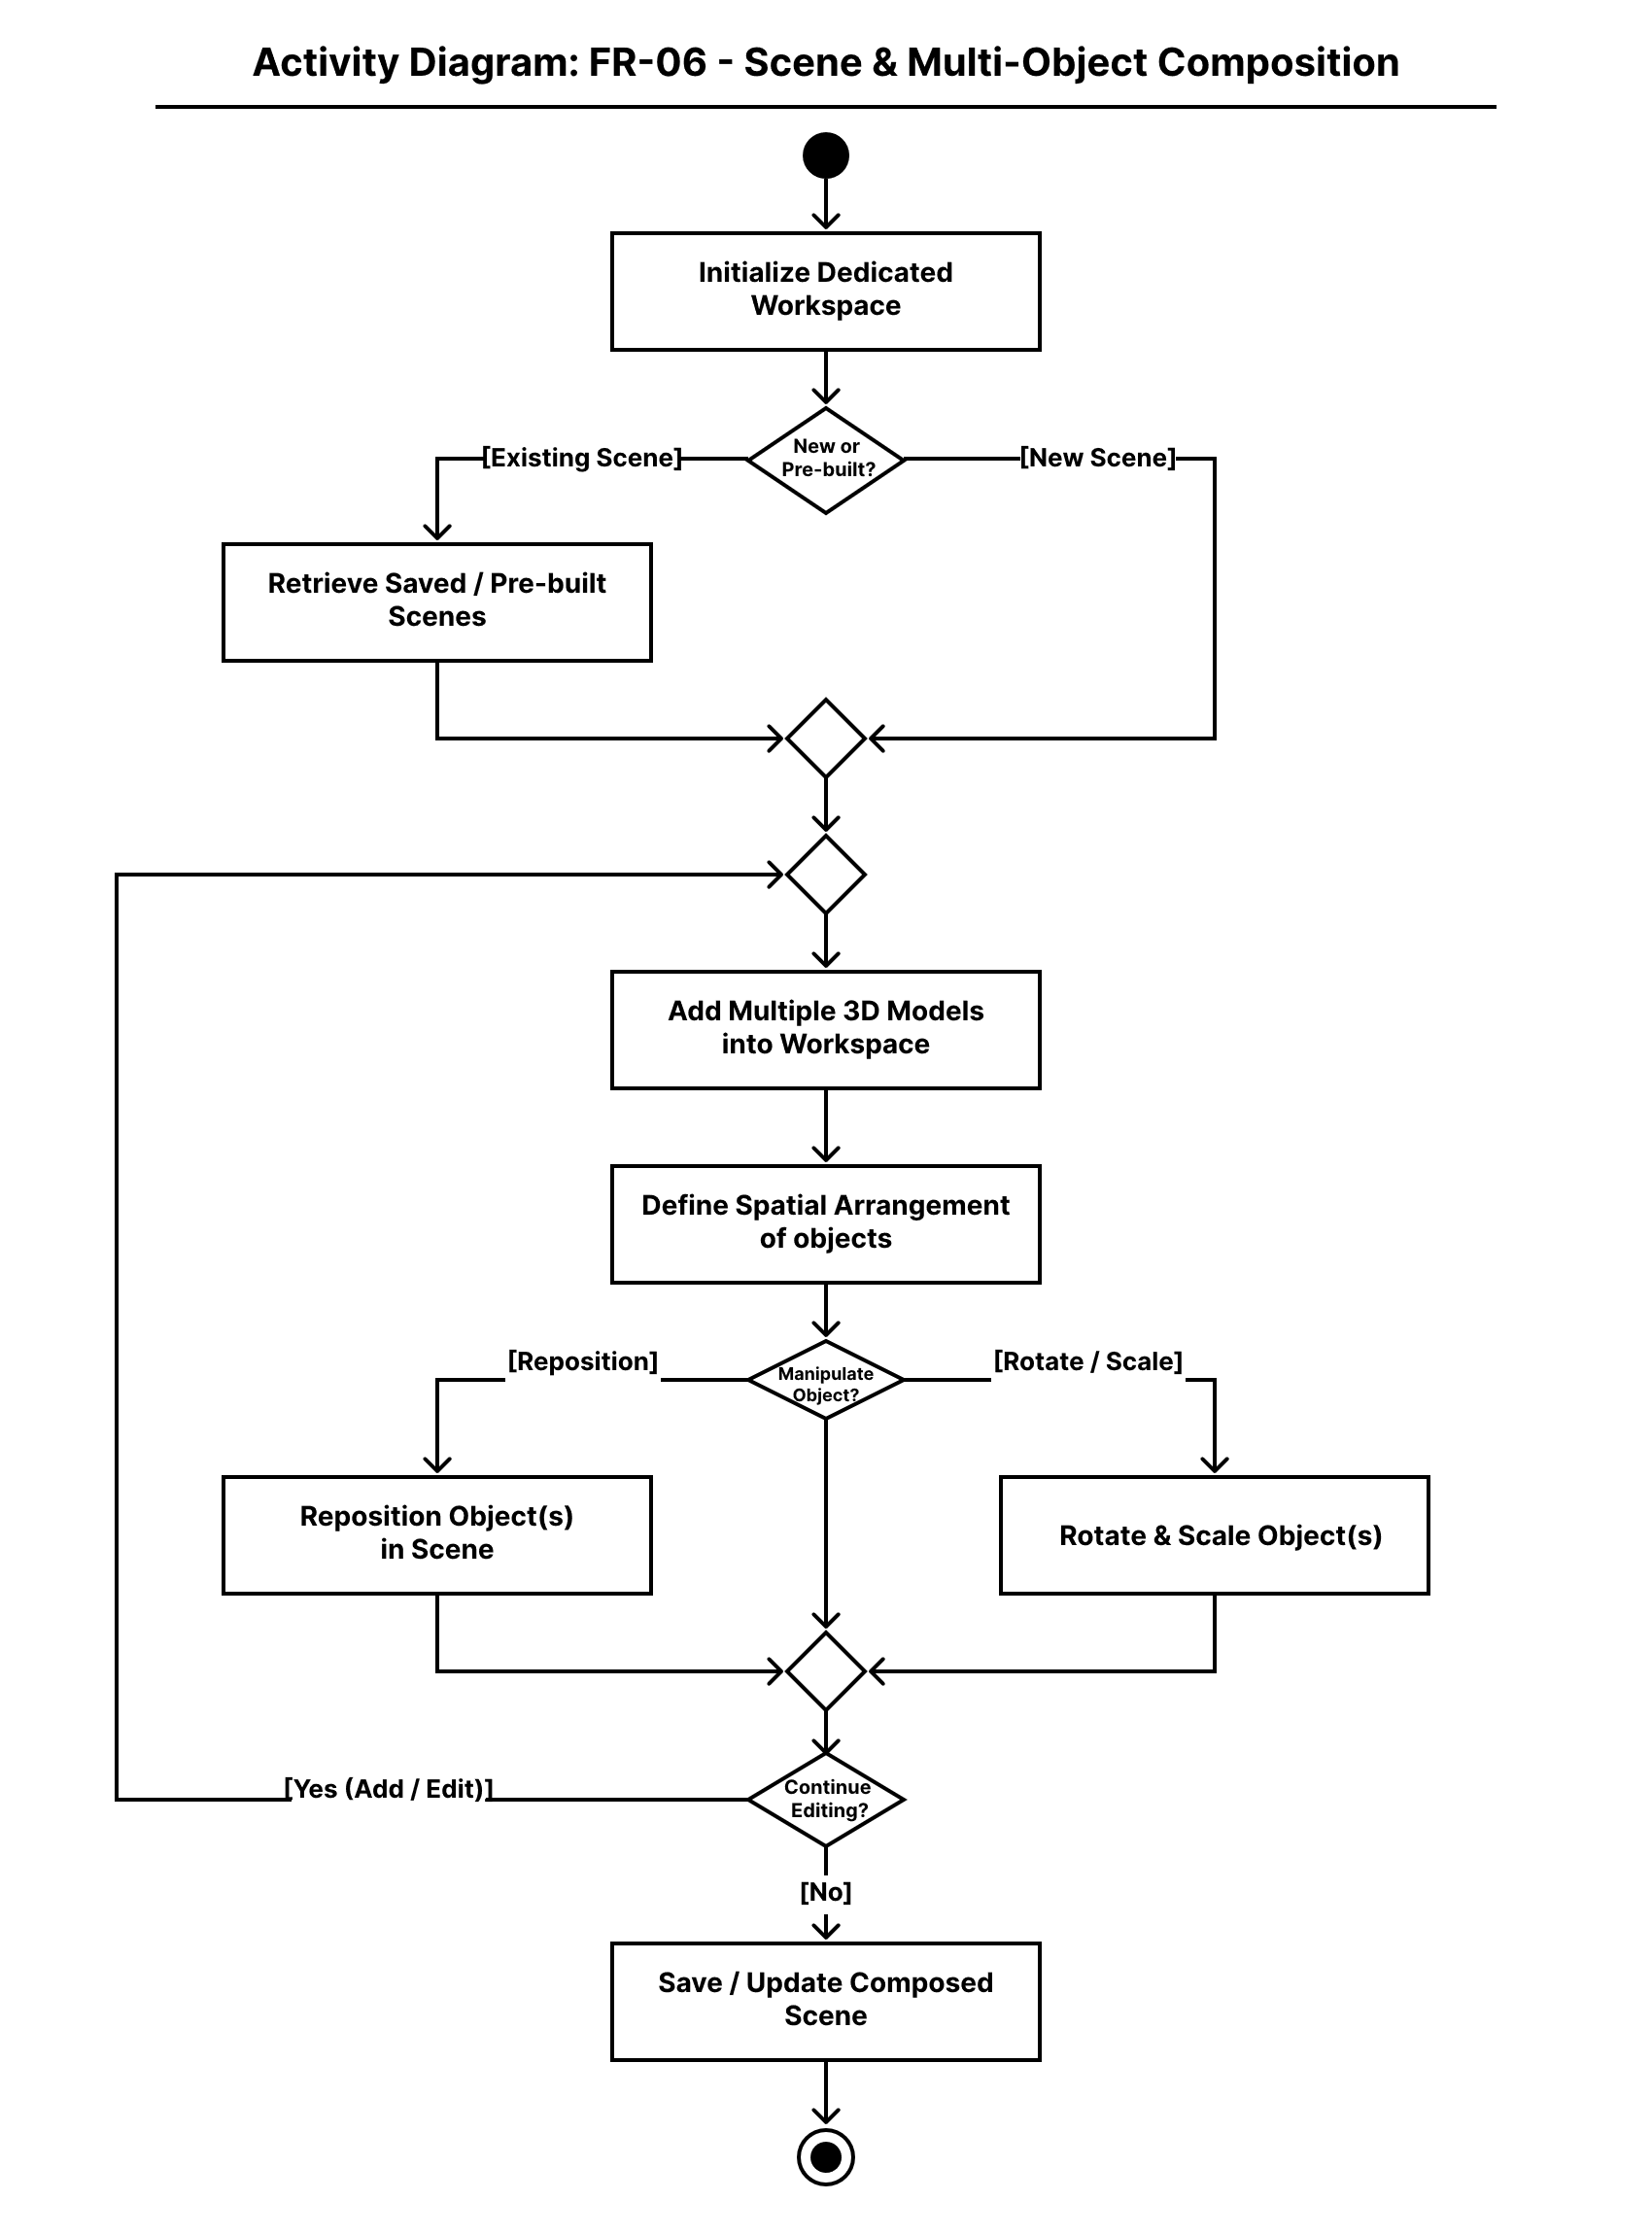 Activity Diagram: FR-06 - Scene & Multi-Object Composition
Initialize Dedicated
Workspace
New or
Pre-built?
[Existing Scene]
[New Scene]
Retrieve Saved / Pre-built
Scenes
Add Multiple 3D Models
into Workspace
Define Spatial Arrangement
of objects
Manipulate
Object?
[Reposition]
[Rotate / Scale]
Reposition Object(s)
in Scene
Rotate & Scale Object(s)
Continue
Editing?
[Yes (Add / Edit)]
[No]
Save / Update Composed
Scene